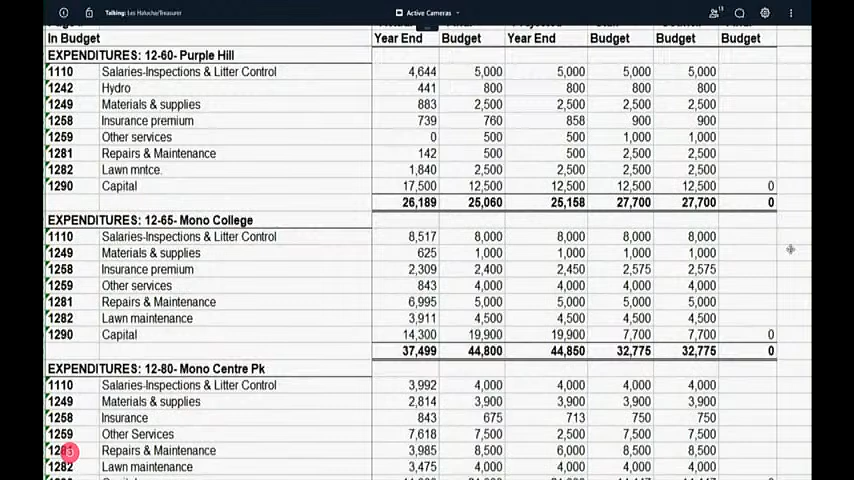 Talking: Les Halucha/Treasurer Active Cameras 13
In Budget Year End Budget Year End Budget Budget Budget
EXPENDITURES: 12-60- Purple Hill
1110 Salaries-Inspections & Litter Control 4,644 5,000 5,000 5,000 5,000
1242 Hydro 441 800 800 800 800
1249 Materials & supplies 883 2,500 2,500 2,500 2,500
1258 Insurance premium 739 760 858 900 900
1259 Other services 0 500 500 1,000 1,000
1281 Repairs & Maintenance 142 500 500 2,500 2,500
1282 Lawn mntce. 1,840 2,500 2,500 2,500 2,500
1290 Capital 17,500 12,500 12,500 12,500 12,500 0
26,189 25,060 25,158 27,700 27,700 0
EXPENDITURES: 12-65- Mono College
1110 Salaries-Inspections & Litter Control 8,517 8,000 8,000 8,000 8,000
1249 Materials & supplies 625 1,000 1,000 1,000 1,000
1258 Insurance premium 2,309 2,400 2,450 2,575 2,575
1259 Other services 843 4,000 4,000 4,000 4,000
1281 Repairs & Maintenance 6,995 5,000 5,000 5,000 5,000
1282 Lawn maintenance 3,911 4,500 4,500 4,500 4,500
1290 Capital 14,300 19,900 19,900 7,700 7,700 0
37,499 44,800 44,850 32,775 32,775 0
EXPENDITURES: 12-80- Mono Centre Pk
1110 Salaries-Inspections & Litter Control 3,992 4,000 4,000 4,000 4,000
1249 Materials & supplies 2,814 3,900 3,900 3,900 3,900
1258 Insurance 843 675 713 750 750
1259 Other Services 7,618 7,500 2,500 7,500 7,500
Repairs & Maintenance 3,985 8,500 6,000 8,500 8,500
1282 Lawn maintenance 3,475 4,000 4,000 4,000 4,000